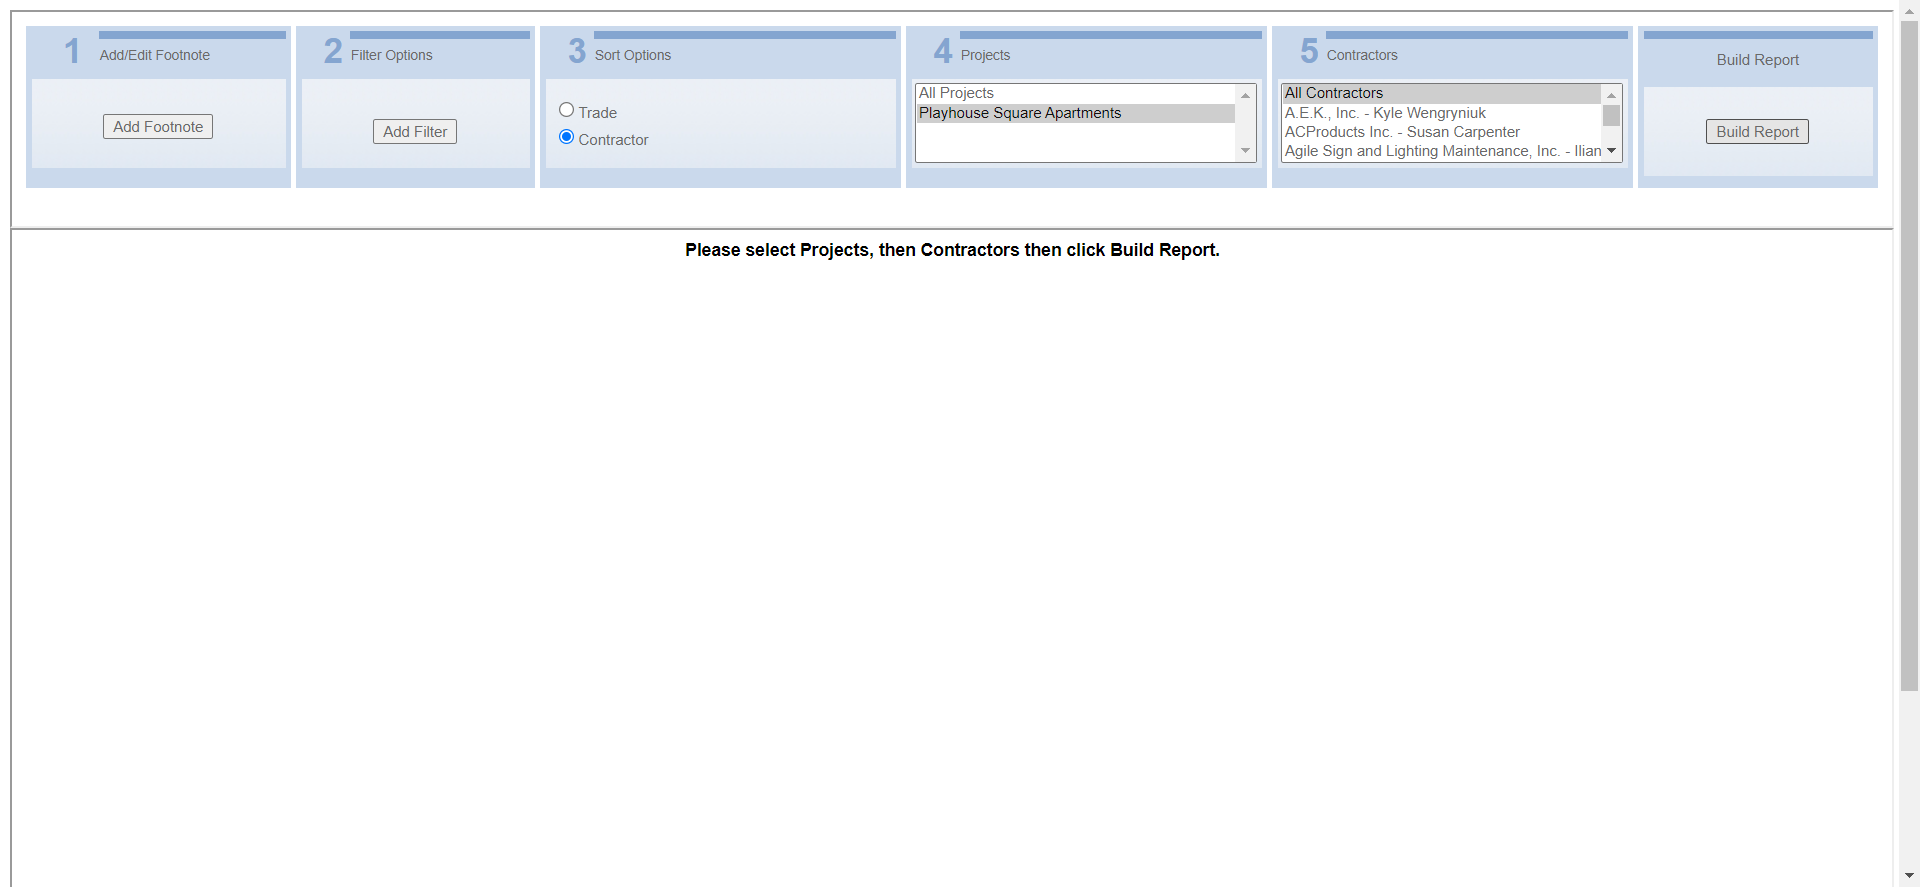 1 Add/Edit Footnote
Add Footnote
2 Filter Options
Add Filter
3 Sort Options
Trade
Contractor
4 Projects
All Projects
Playhouse Square Apartments
5 Contractors
All Contractors
A.E.K., Inc. - Kyle Wengryniuk
ACProducts Inc. - Susan Carpenter
Agile Sign and Lighting Maintenance, Inc. - Ilian
Build Report
Build Report
Please select Projects, then Contractors then click Build Report.